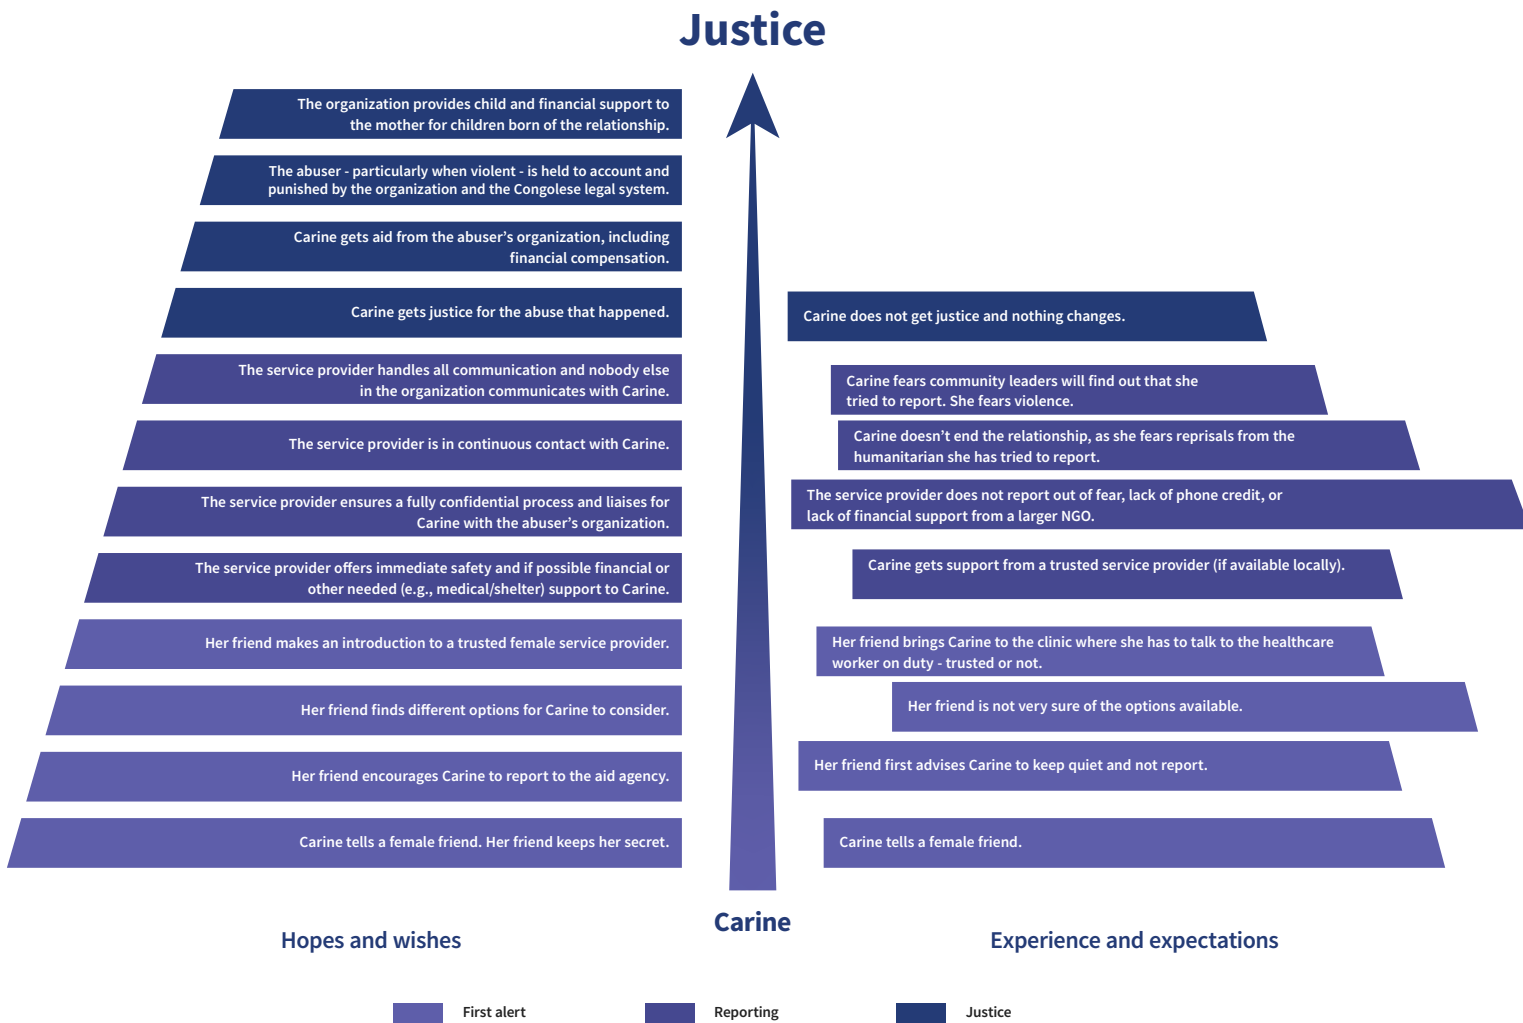 Justice
The organization provides child and financial support to
the mother for children born of the relationship.
The abuser - particularly when violent - is held to account and
punished by the organization and the Congolese legal system.
Carine gets aid from the abuser’s organization, including
financial compensation.
Carine gets justice for the abuse that happened.
The service provider handles all communication and nobody else
in the organization communicates with Carine.
The service provider is in continuous contact with Carine.
The service provider ensures a fully confidential process and liaises for
Carine with the abuser’s organization.
The service provider offers immediate safety and if possible financial or
other needed (e.g., medical/shelter) support to Carine.
Her friend makes an introduction to a trusted female service provider.
Her friend finds different options for Carine to consider.
Her friend encourages Carine to report to the aid agency.
Carine tells a female friend. Her friend keeps her secret.
Carine does not get justice and nothing changes.
Carine fears community leaders will find out that she
tried to report. She fears violence.
Carine doesn’t end the relationship, as she fears reprisals from the
humanitarian she has tried to report.
The service provider does not report out of fear, lack of phone credit, or
lack of financial support from a larger NGO.
Carine gets support from a trusted service provider (if available locally).
Her friend brings Carine to the clinic where she has to talk to the healthcare
worker on duty - trusted or not.
Her friend is not very sure of the options available.
Her friend first advises Carine to keep quiet and not report.
Carine tells a female friend.
Carine
Hopes and wishes
Experience and expectations
First alert
Reporting
Justice